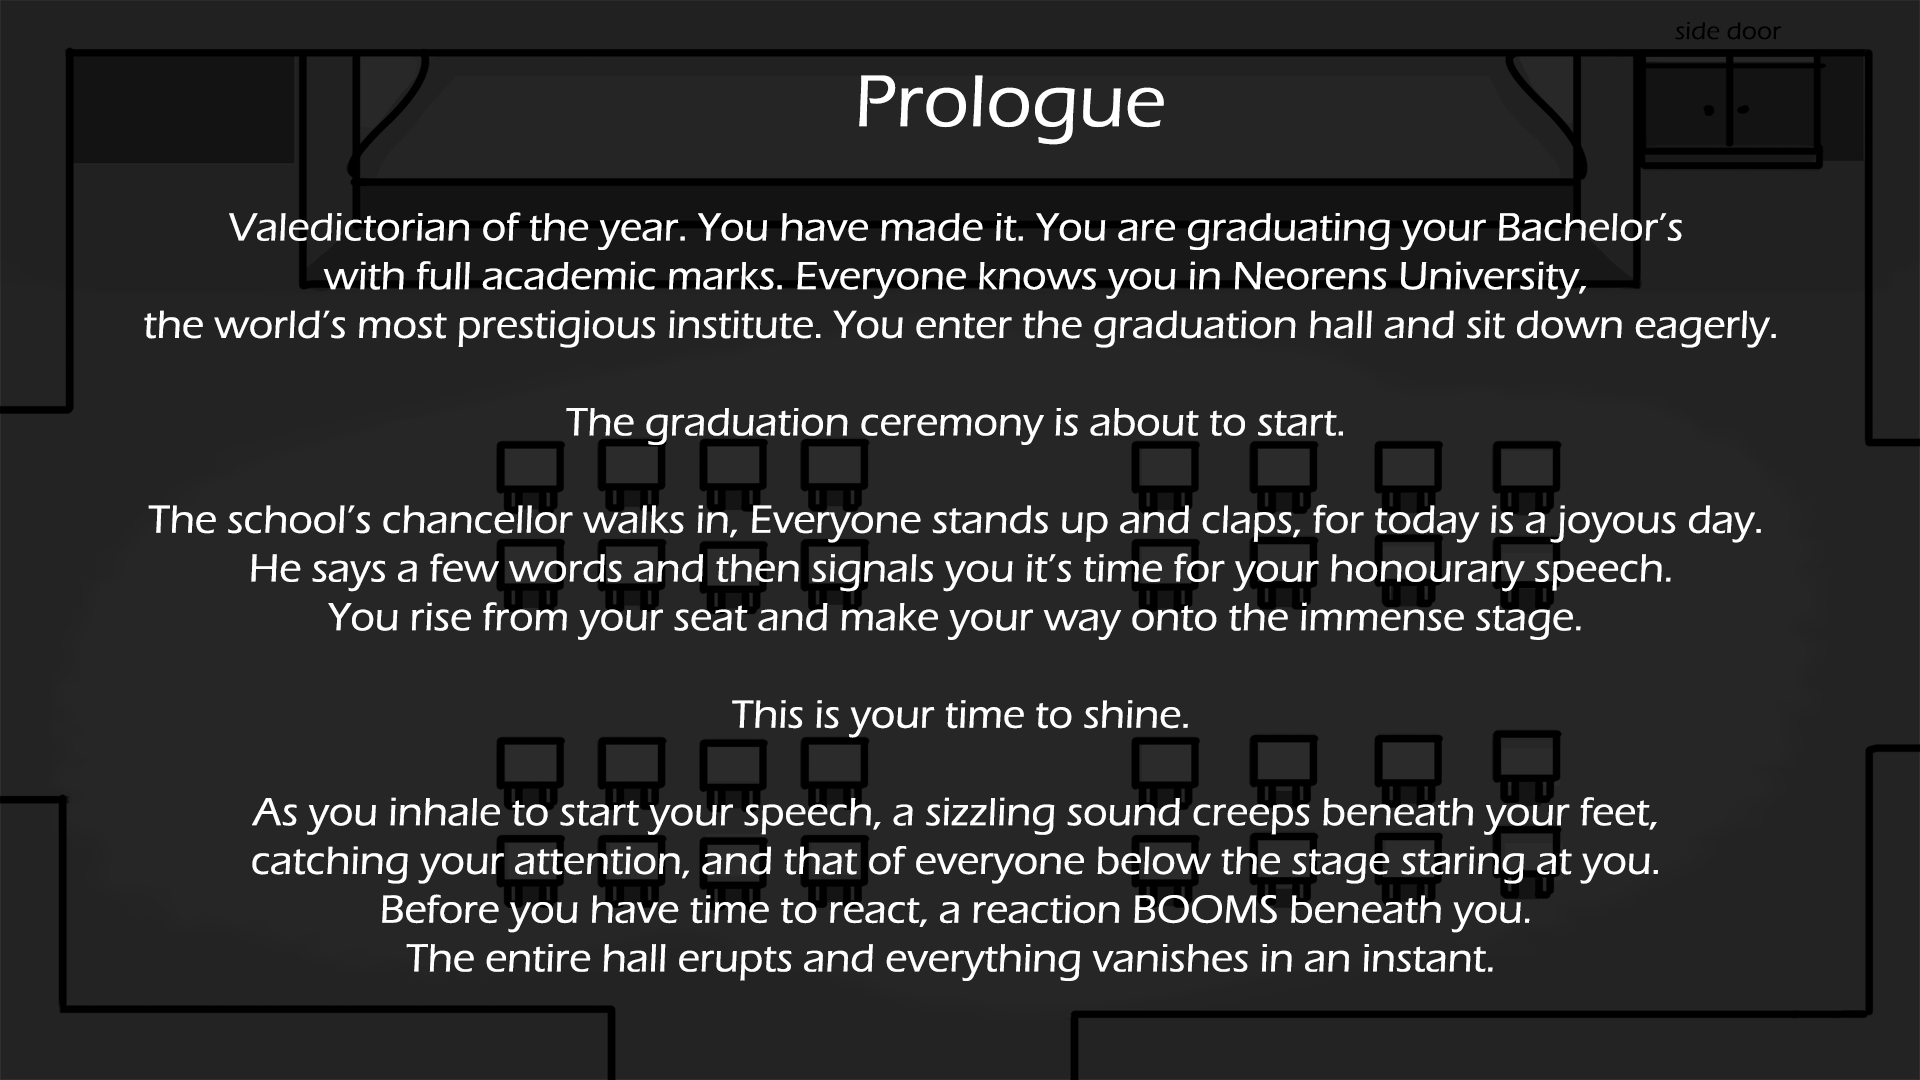 side door
Prologue
Valedictorian of the year. You have made it. You are graduating your Bachelor's
with full academic marks. Everyone knows you in Neorens University,
the world's most prestigious institute. You enter the graduation hall and sit down eagerly.
The graduation ceremony is about to start.
The school's chancellor walks in, Everyone stands up and claps, for today is a joyous day.
He says a few words and then signals you it's time for your honourary speech.
You rise from your seat and make your way onto the immense stage.
This is your time to shine.
As you inhale to start your speech, a sizzling sound creeps beneath your feet,
catching your attention, and that of everyone below the stage staring at you.
Before you have time to react, a reaction BOOMS beneath you.
The entire hall erupts and everything vanishes in an instant.